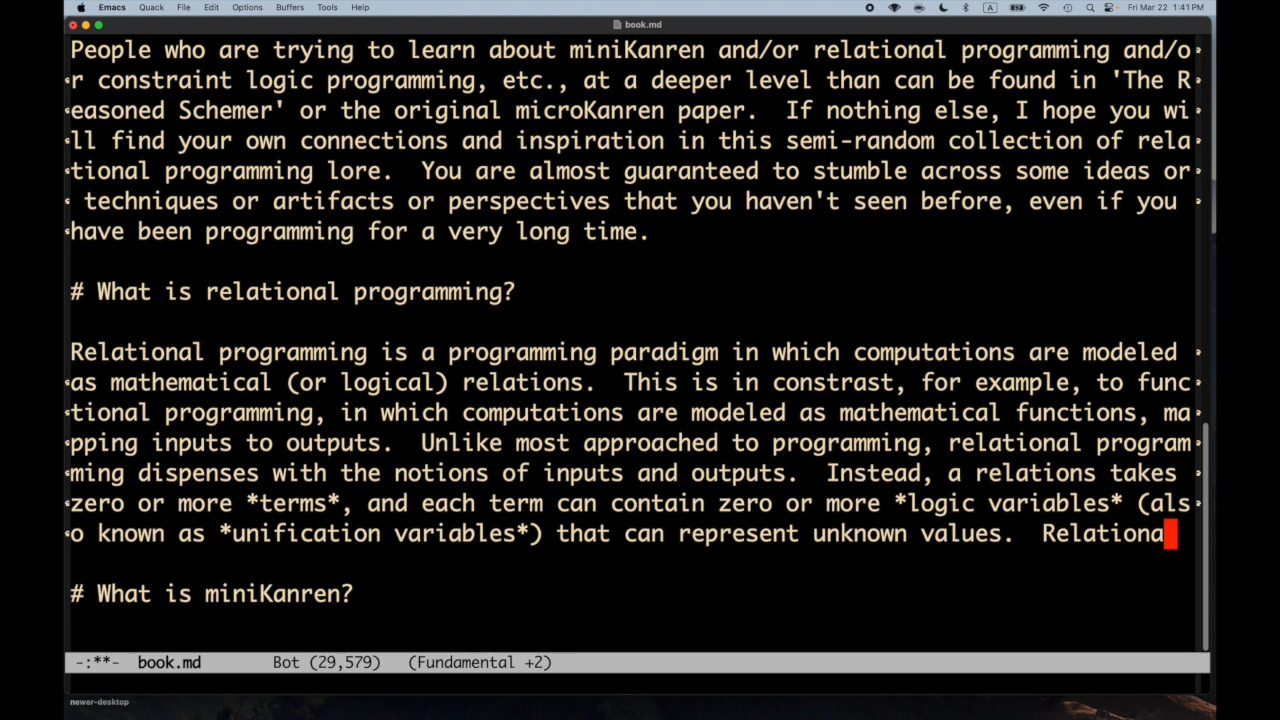 Emacs Quack File Edit Options Buffers Tools Help A Fri Mar 22 1:41 PM
book.md
People who are trying to learn about miniKanren and/or relational programming and/o
r constraint logic programming, etc., at a deeper level than can be found in 'The R
easoned Schemer' or the original microKanren paper.  If nothing else, I hope you wi
ll find your own connections and inspiration in this semi-random collection of rela
tional programming lore.  You are almost guaranteed to stumble across some ideas or
 techniques or artifacts or perspectives that you haven't seen before, even if you
have been programming for a very long time.
# What is relational programming?
Relational programming is a programming paradigm in which computations are modeled
as mathematical (or logical) relations.  This is in constrast, for example, to func
tional programming, in which computations are modeled as mathematical functions, ma
pping inputs to outputs.  Unlike most approached to programming, relational program
ming dispenses with the notions of inputs and outputs.  Instead, a relations takes
zero or more *terms*, and each term can contain zero or more *logic variables* (als
o known as *unification variables*) that can represent unknown values.  Relationa
# What is miniKanren?
-:**-  book.md       Bot (29,579)   (Fundamental +2)
newer-desktop